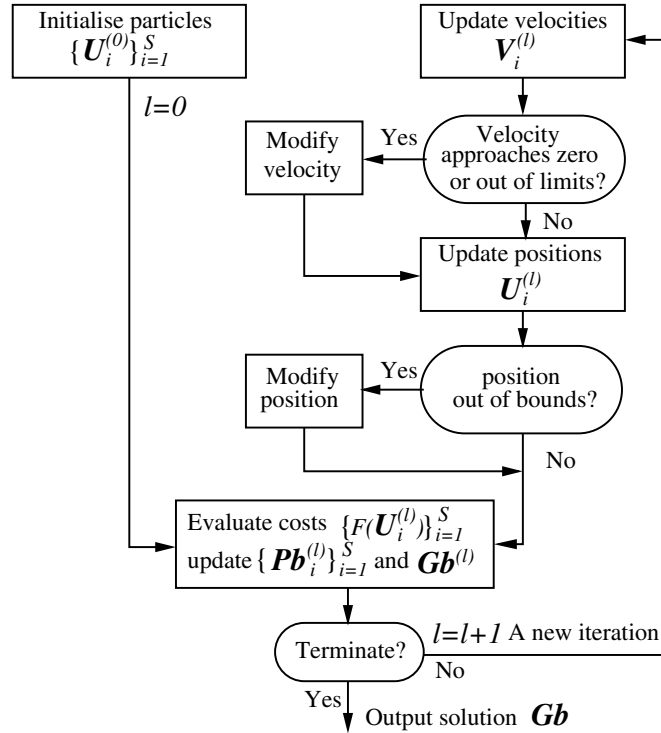 Initialise particles
{U_i^(0)}_{i=1}^S
l=0
Update velocities
V_i^(l)
Velocity
approaches zero
or out of limits?
Yes
Modify
velocity
No
Update positions
U_i^(l)
position
out of bounds?
Yes
Modify
position
No
Evaluate costs {F(U_i^(l))}_{i=1}^S
update {Pb_i^(l)}_{i=1}^S and Gb^(l)
Terminate?
l=l+1 A new iteration
No
Yes
Output solution Gb